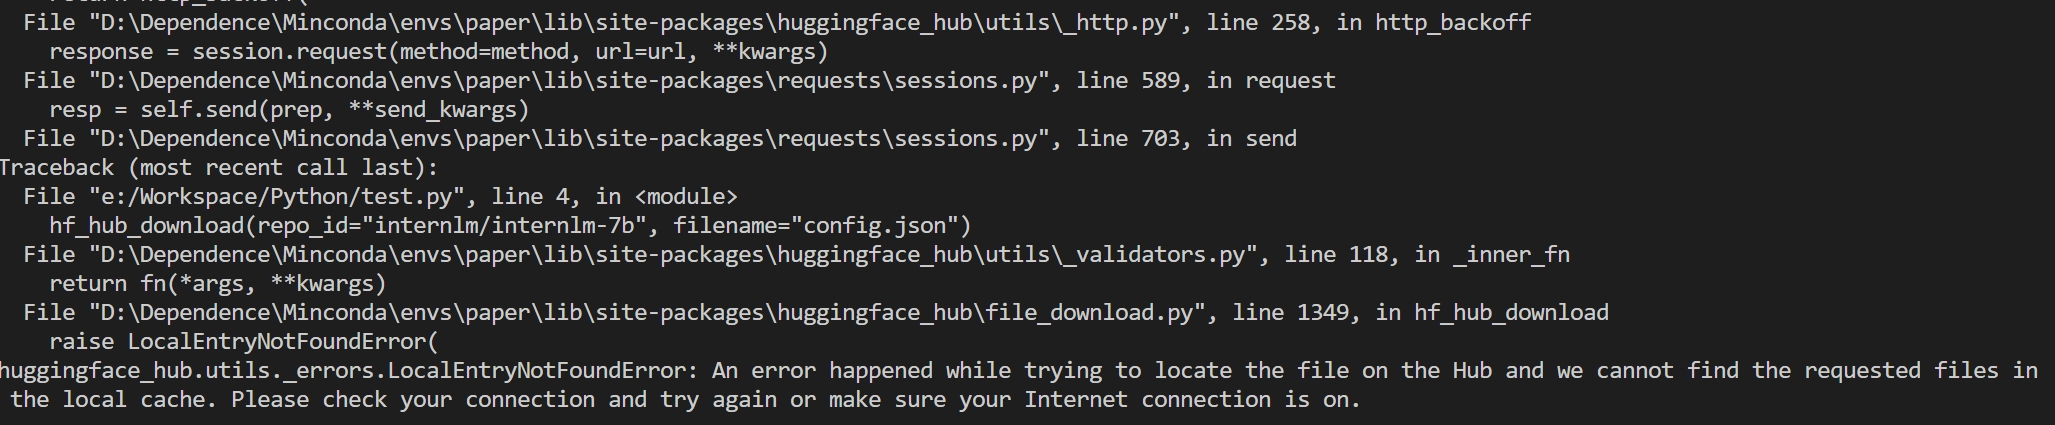 return http_backoff(
  File "D:\Dependence\Minconda\envs\paper\lib\site-packages\huggingface_hub\utils\_http.py", line 258, in http_backoff
    response = session.request(method=method, url=url, **kwargs)
  File "D:\Dependence\Minconda\envs\paper\lib\site-packages\requests\sessions.py", line 589, in request
    resp = self.send(prep, **send_kwargs)
  File "D:\Dependence\Minconda\envs\paper\lib\site-packages\requests\sessions.py", line 703, in send
Traceback (most recent call last):
  File "e:/Workspace/Python/test.py", line 4, in <module>
    hf_hub_download(repo_id="internlm/internlm-7b", filename="config.json")
  File "D:\Dependence\Minconda\envs\paper\lib\site-packages\huggingface_hub\utils\_validators.py", line 118, in _inner_fn
    return fn(*args, **kwargs)
  File "D:\Dependence\Minconda\envs\paper\lib\site-packages\huggingface_hub\file_download.py", line 1349, in hf_hub_download
    raise LocalEntryNotFoundError(
huggingface_hub.utils._errors.LocalEntryNotFoundError: An error happened while trying to locate the file on the Hub and we cannot find the requested files in
 the local cache. Please check your connection and try again or make sure your Internet connection is on.